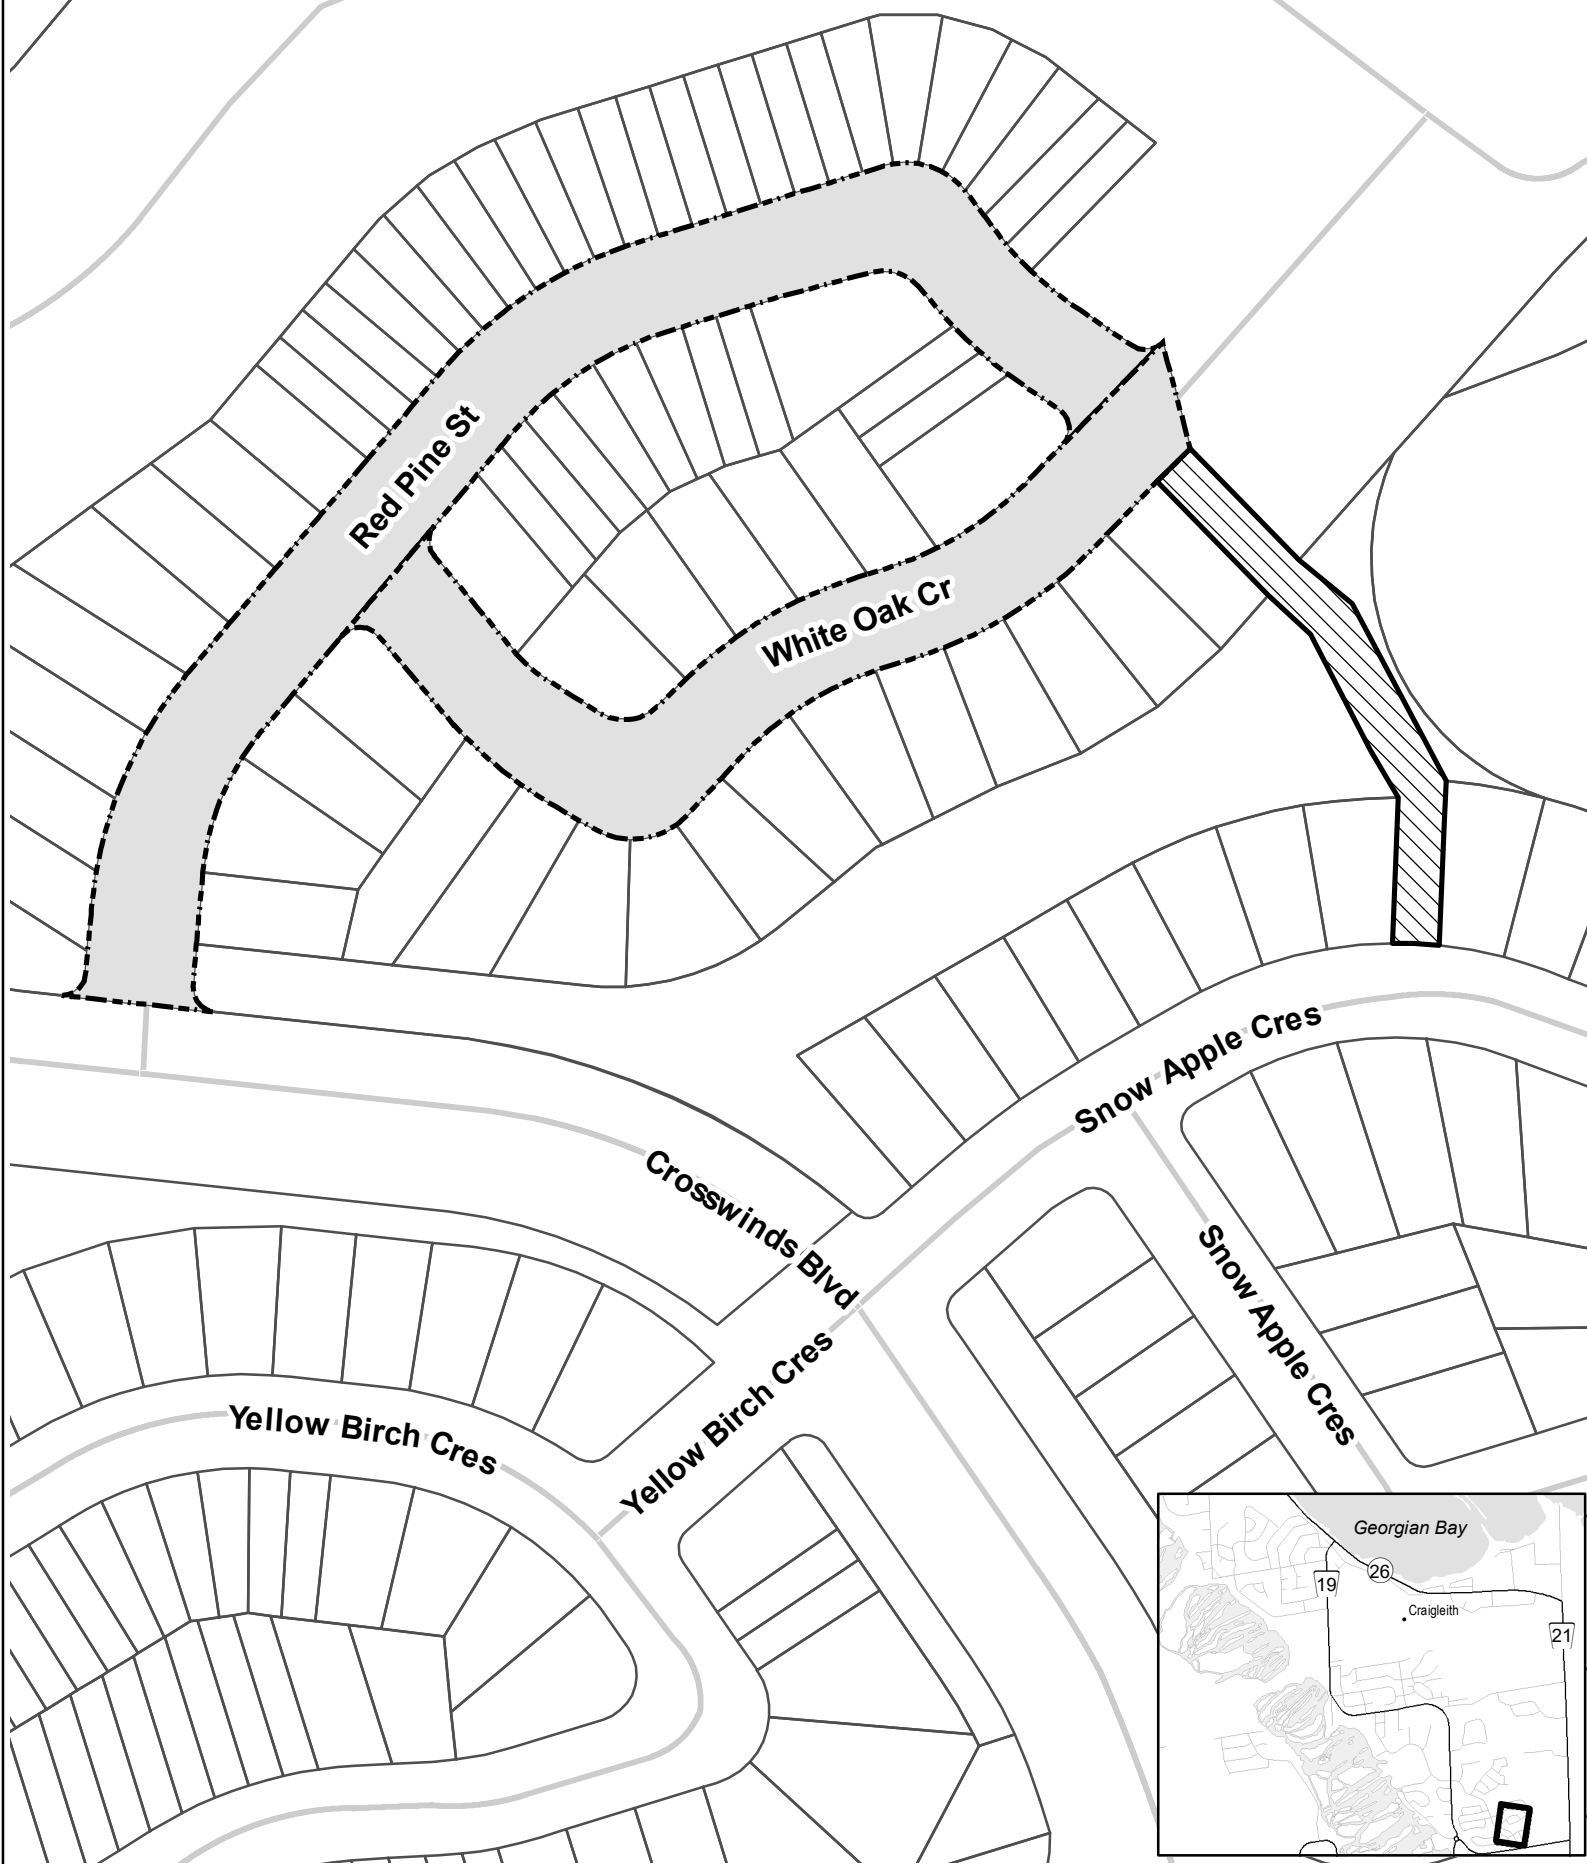 Red Pine St
White Oak Cr
Snow Apple Cres
Crosswinds Blvd
Snow Apple Cres
Yellow Birch Cres
Yellow Birch Cres
Georgian Bay
26
19
Craigleith
21